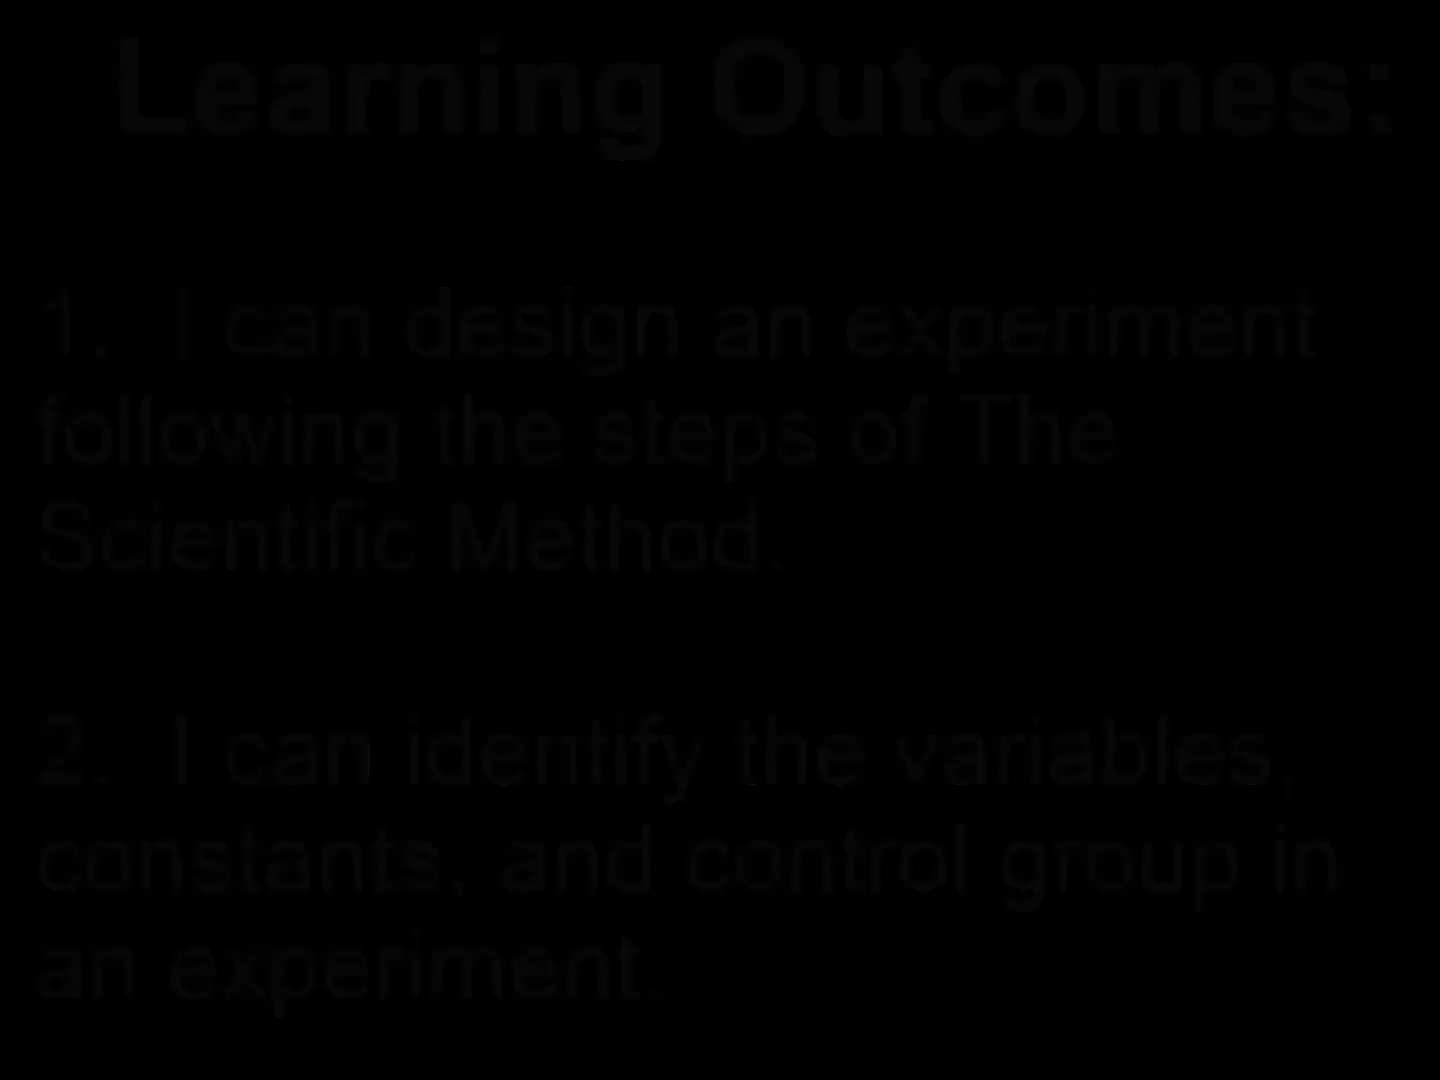 Learning Outcomes:
1. I can design an experiment
following the steps of The
Scientific Method.
2. I can identify the variables,
constants, and control group in
an experiment.